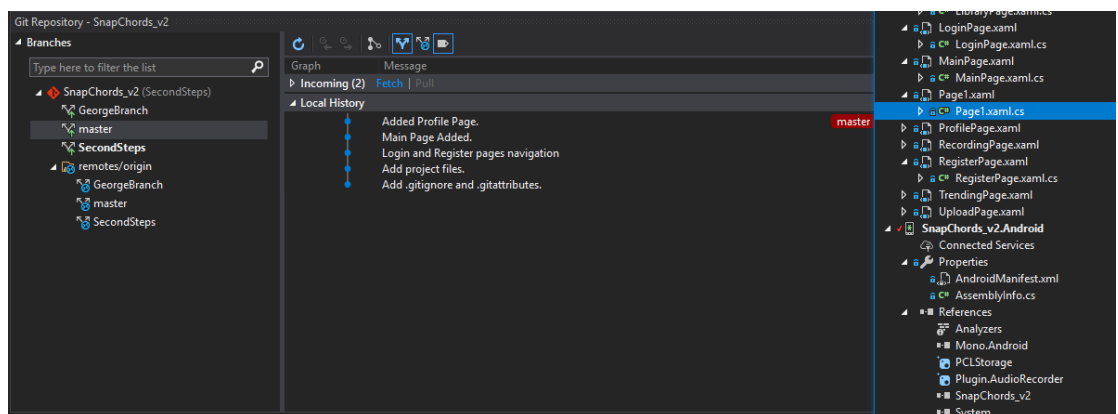 Git Repository - SnapChords_v2
Branches
Type here to filter the list
SnapChords_v2 (SecondSteps)
GeorgeBranch
master
SecondSteps
remotes/origin
GeorgeBranch
master
SecondSteps
Graph Message
Incoming (2) Fetch | Pull
Local History
Added Profile Page. master
Main Page Added.
Login and Register pages navigation
Add project files.
Add .gitignore and .gitattributes.
C# LibraryPage.xaml.cs
LoginPage.xaml
C# LoginPage.xaml.cs
MainPage.xaml
C# MainPage.xaml.cs
Page1.xaml
C# Page1.xaml.cs
ProfilePage.xaml
RecordingPage.xaml
RegisterPage.xaml
C# RegisterPage.xaml.cs
TrendingPage.xaml
UploadPage.xaml
SnapChords_v2.Android
Connected Services
Properties
AndroidManifest.xml
C# AssemblyInfo.cs
References
Analyzers
Mono.Android
PCLStorage
Plugin.AudioRecorder
SnapChords_v2
System